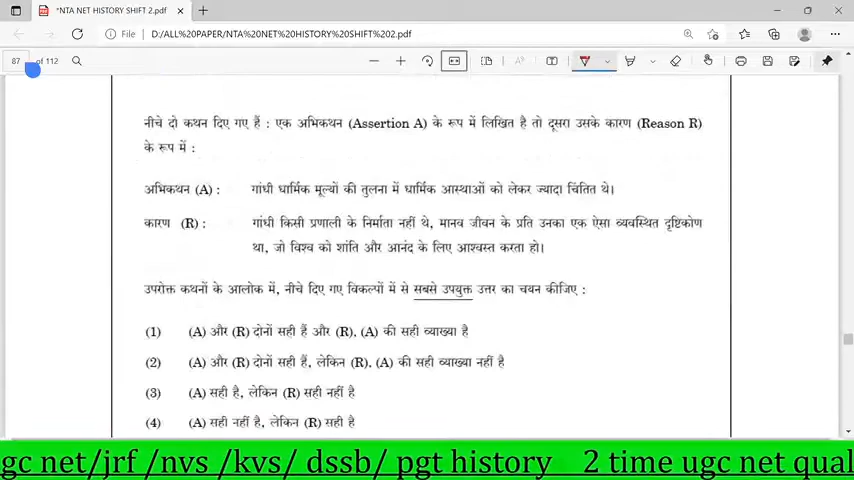 *NTA NET HISTORY SHIFT 2.pdf
File D:/ALL%20PAPER/NTA%20NET%20HISTORY%20SHIFT%202.pdf
87 of 112
नीचे दो कथन दिए गए हैं : एक अभिकथन (Assertion A) के रूप में लिखित है तो दूसरा उसके कारण (Reason R)
के रूप में :
अभिकथन (A) : गांधी धार्मिक मूल्यों की तुलना में धार्मिक आस्थाओं को लेकर ज्यादा चिंतित थे।
कारण (R) : गांधी किसी प्रणाली के निर्माता नहीं थे, मानव जीवन के प्रति उनका एक ऐसा व्यवस्थित दृष्टिकोण
था, जो विश्व को शांति और आनंद के लिए आश्वस्त करता हो।
उपरोक्त कथनों के आलोक में, नीचे दिए गए विकल्पों में से सबसे उपयुक्त उत्तर का चयन कीजिए :
(1) (A) और (R) दोनों सही हैं और (R), (A) की सही व्याख्या है
(2) (A) और (R) दोनों सही हैं, लेकिन (R), (A) की सही व्याख्या नहीं है
(3) (A) सही है, लेकिन (R) सही नहीं है
(4) (A) सही नहीं है, लेकिन (R) सही है
gc net/jrf /nvs /kvs/ dssb/ pgt history 2 time ugc net qual